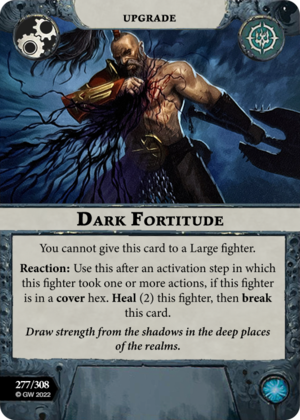 UPGRADE
DARK FORTITUDE
You cannot give this card to a Large fighter.
Reaction: Use this after an activation step in which
this fighter took one or more actions, if this fighter
is in a cover hex. Heal (2) this fighter, then break
this card.
Draw strength from the shadows in the deep places
of the realms.
277/308
© GW 2022